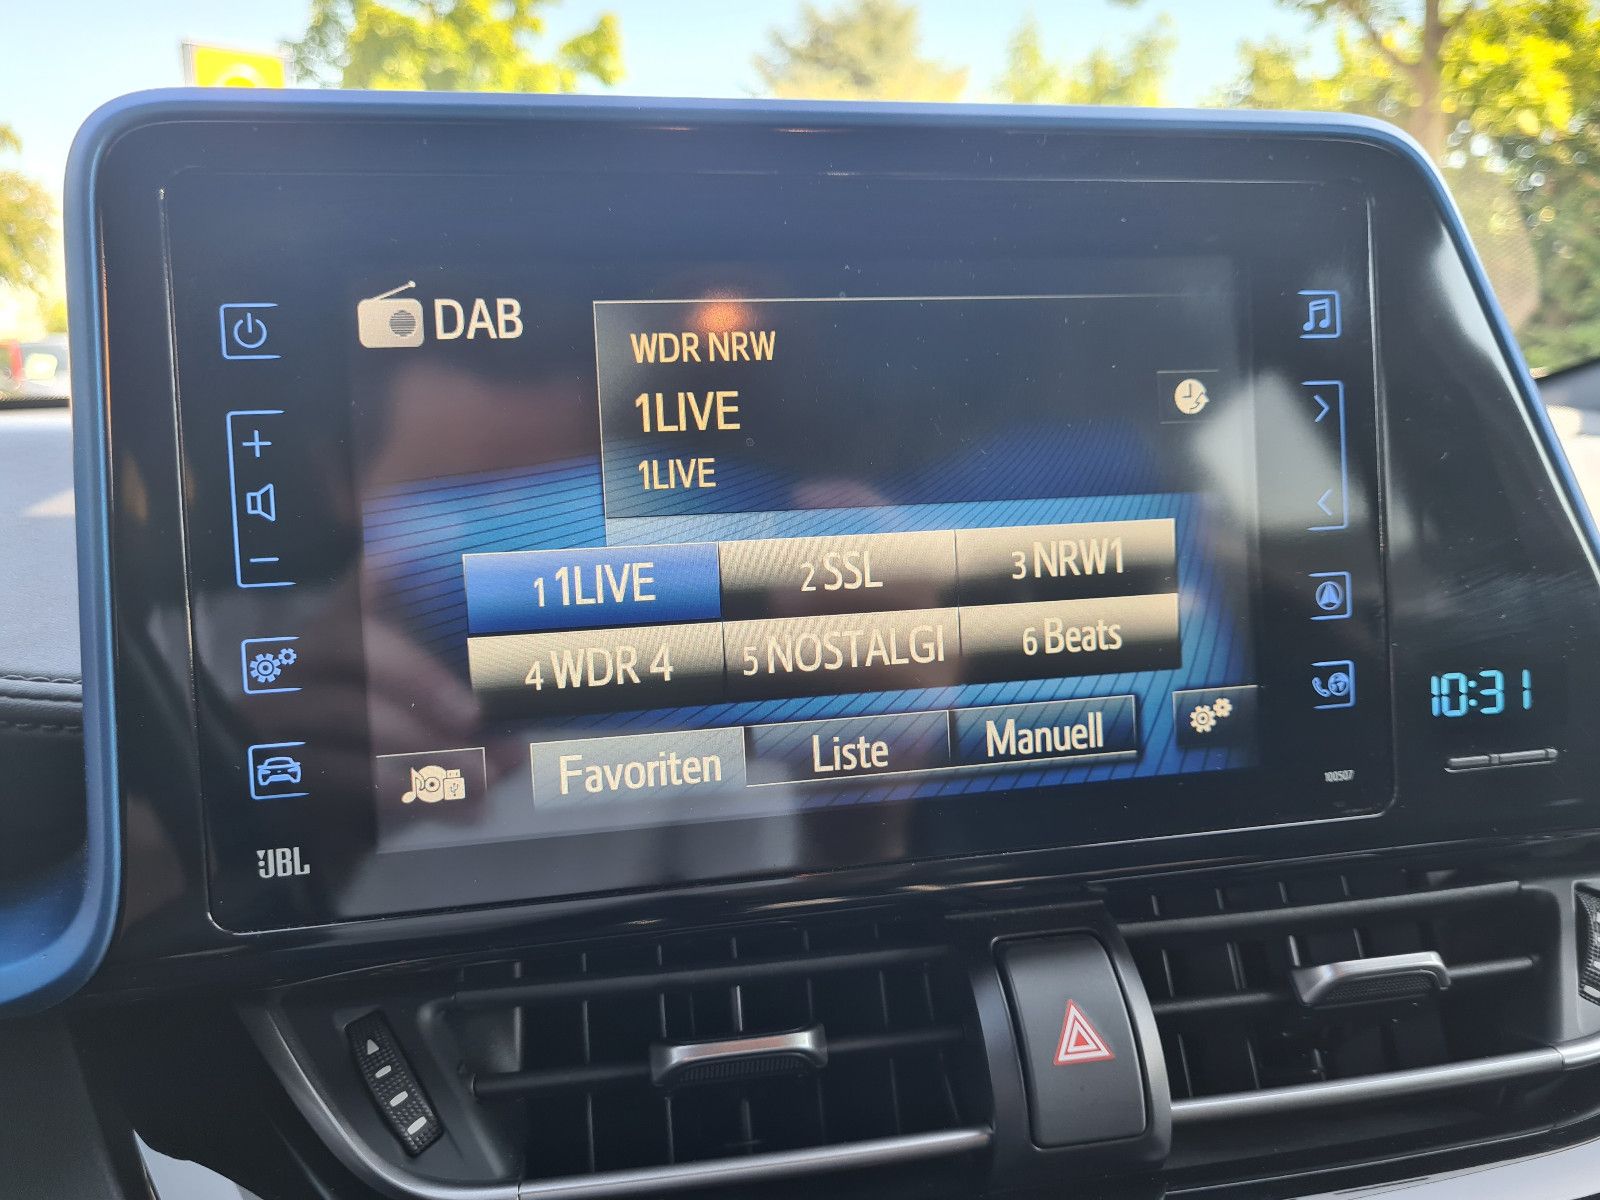 DAB
WDR NRW
1LIVE
1LIVE
1 1LIVE
2 SSL
3 NRW1
4 WDR 4
5 NOSTALGI
6 Beats
Favoriten
Liste
Manuell
10:31
100507
JBL